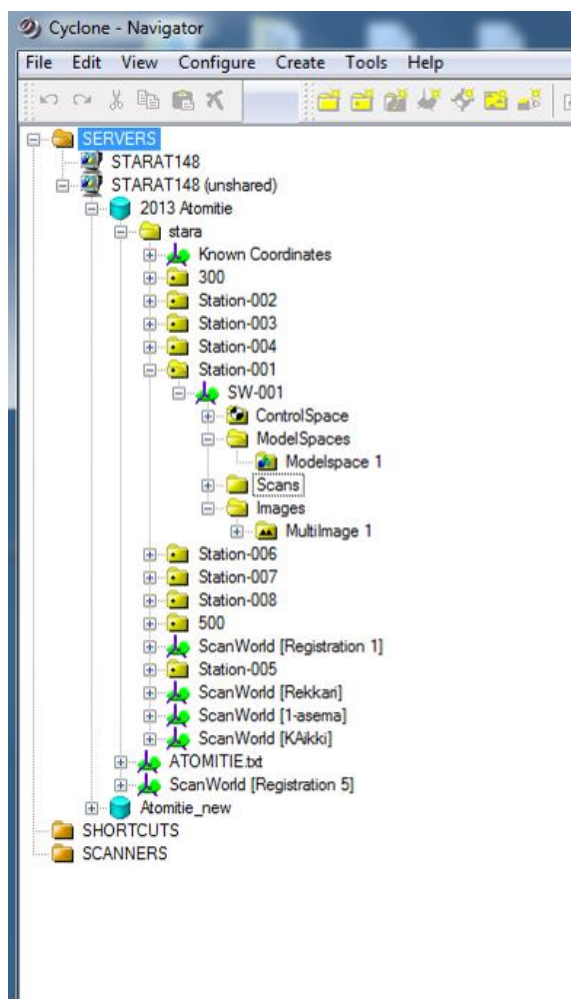 Cyclone - Navigator
File Edit View Configure Create Tools Help
SERVERS
STARAT148
STARAT148 (unshared)
2013 Atomitie
stara
Known Coordinates
300
Station-002
Station-003
Station-004
Station-001
SW-001
ControlSpace
ModelSpaces
Modelspace 1
Scans
Images
MultiImage 1
Station-006
Station-007
Station-008
500
ScanWorld [Registration 1]
Station-005
ScanWorld [Rekkari]
ScanWorld [1-asema]
ScanWorld [KAikki]
ATOMITIE.txt
ScanWorld [Registration 5]
Atomitie_new
SHORTCUTS
SCANNERS